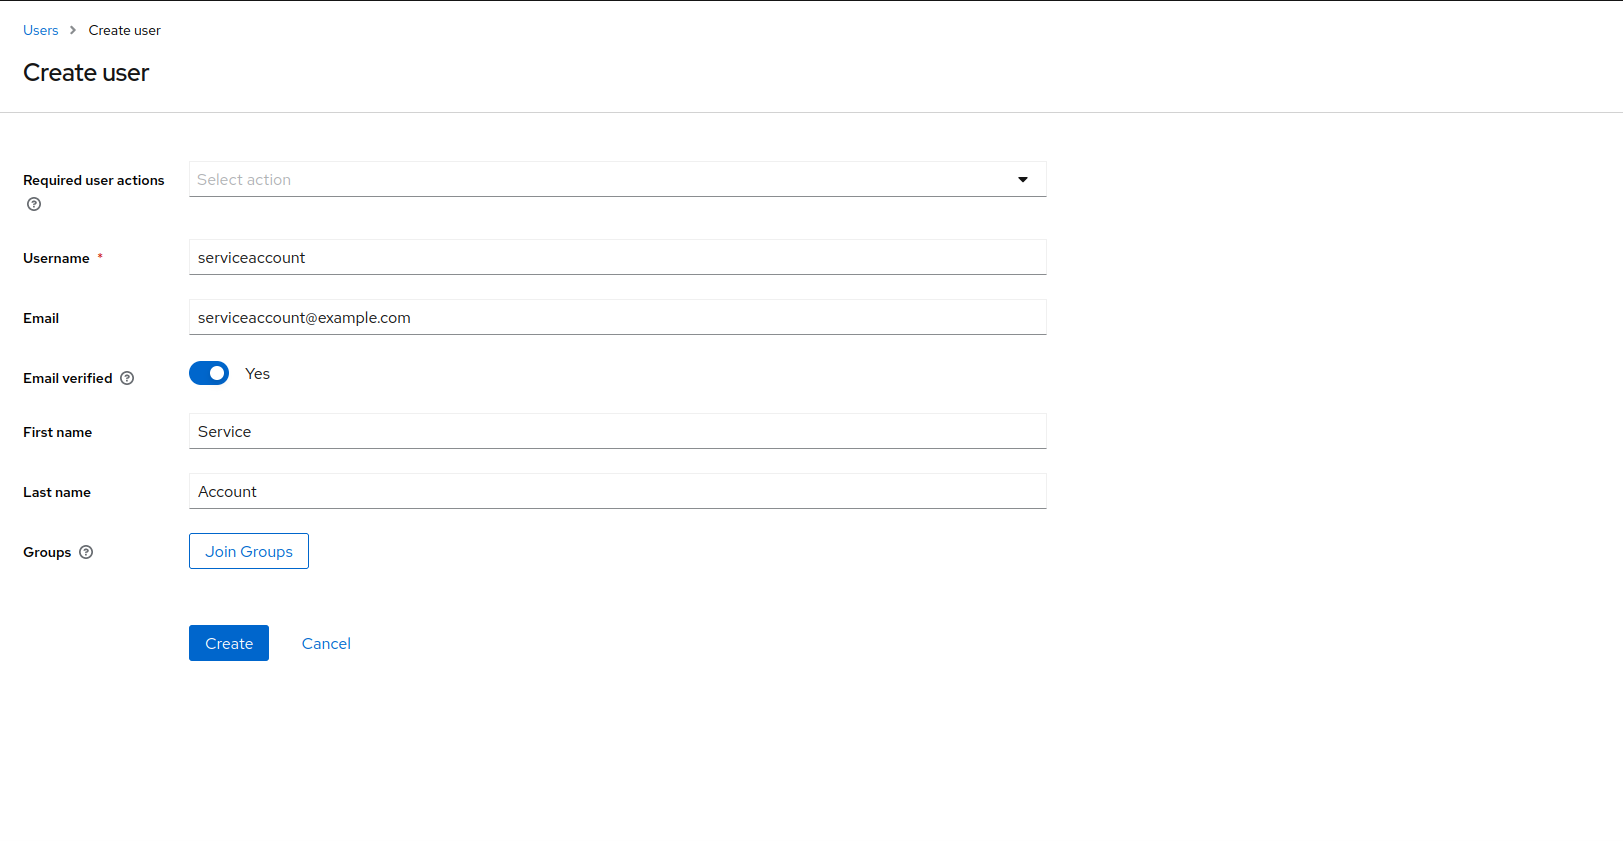 Users > Create user
Create user
Required user actions
Select action
Username *
serviceaccount
Email
serviceaccount@example.com
Email verified
Yes
First name
Service
Last name
Account
Groups
Join Groups
Create Cancel